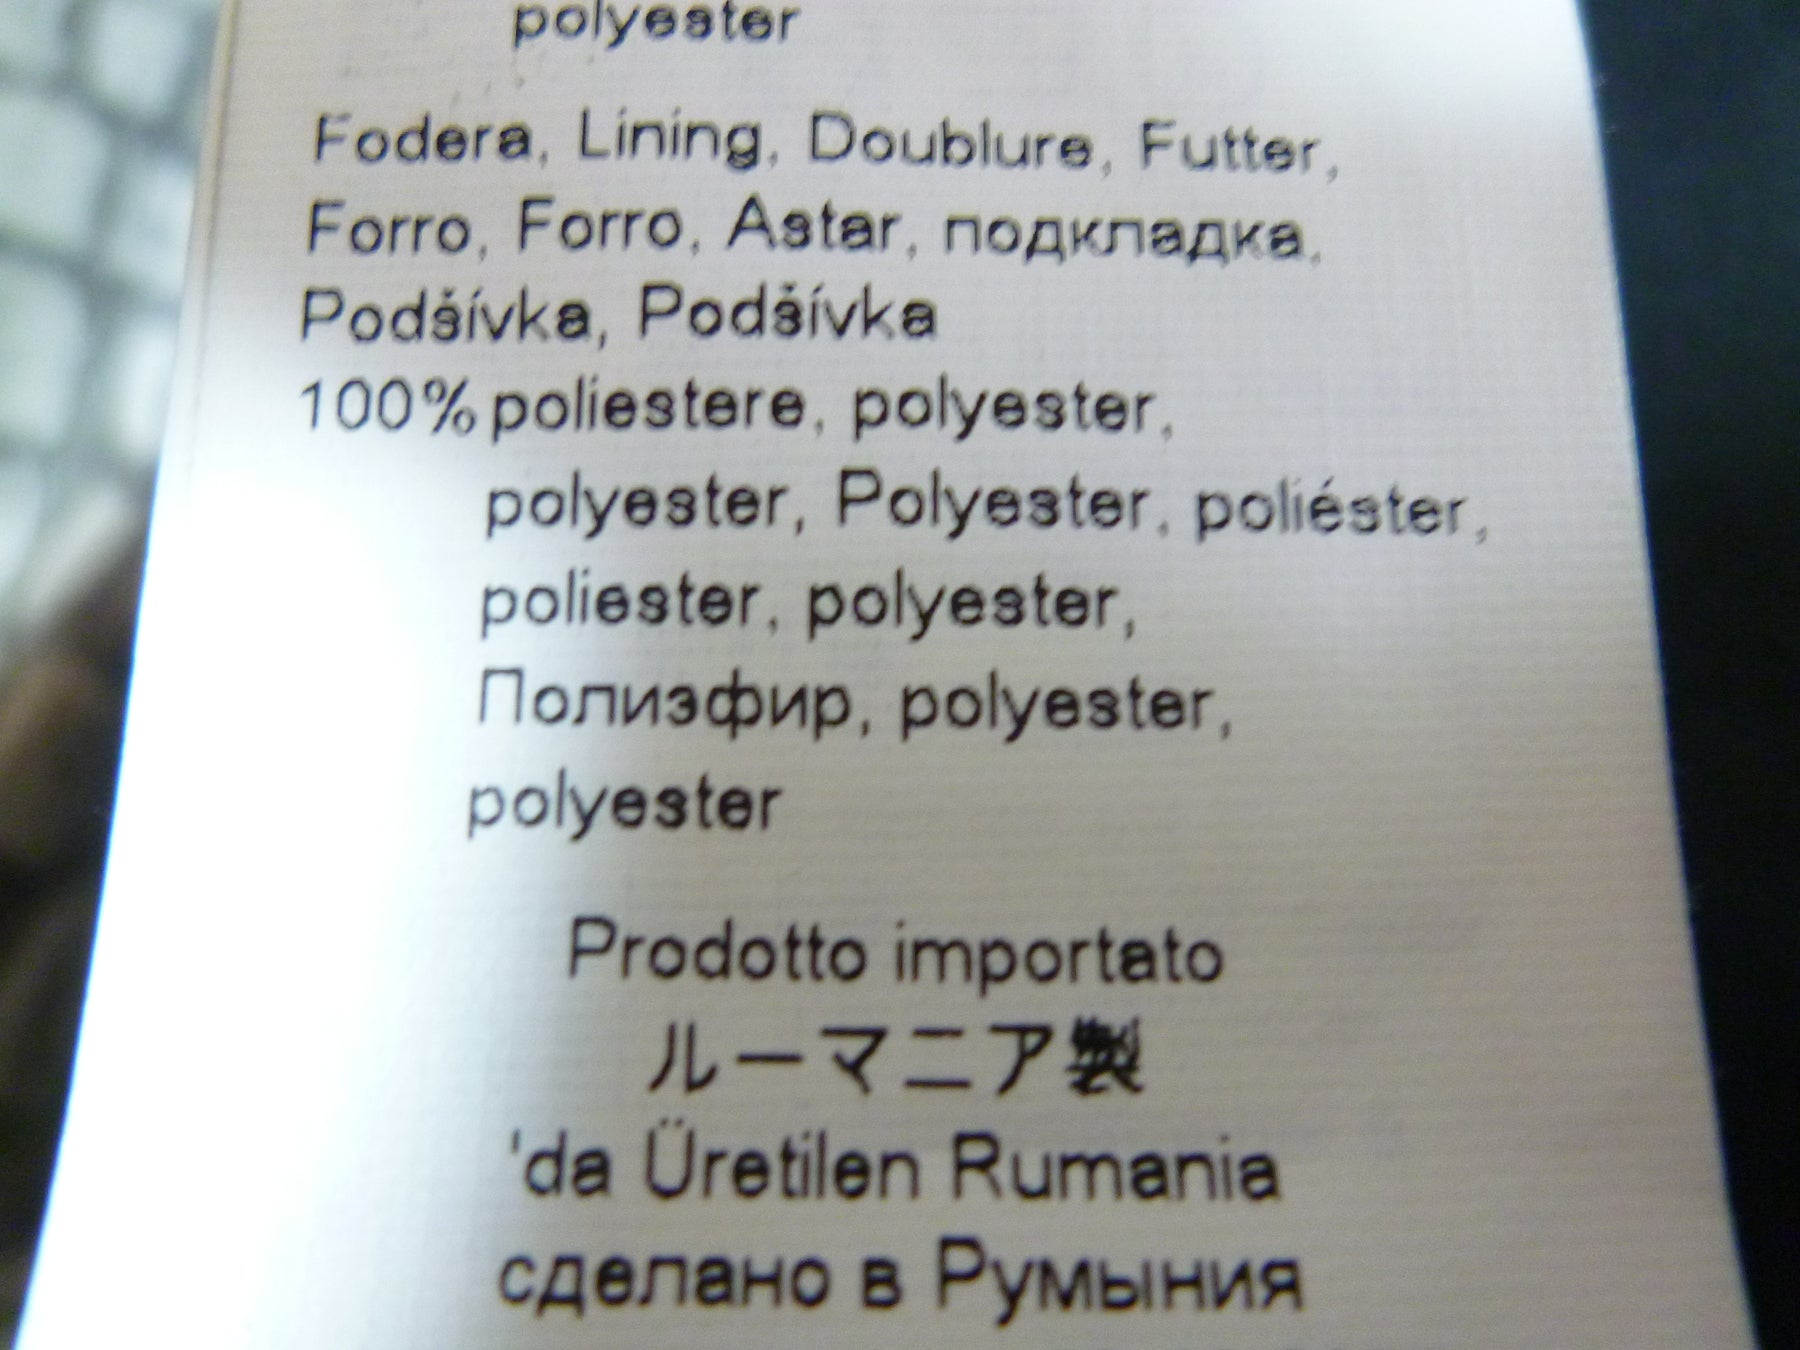 polyester
Fodera, Lining, Doublure, Futter,
Forro, Forro, Astar, подкладка,
Podšívka, Podšívka
100% poliestere, polyester,
polyester, Polyester, poliéster,
poliester, polyester,
Полиэфир, polyester,
polyester
Prodotto importato
ルーマニア製
'da Üretilen Rumania
сделано в Румыния